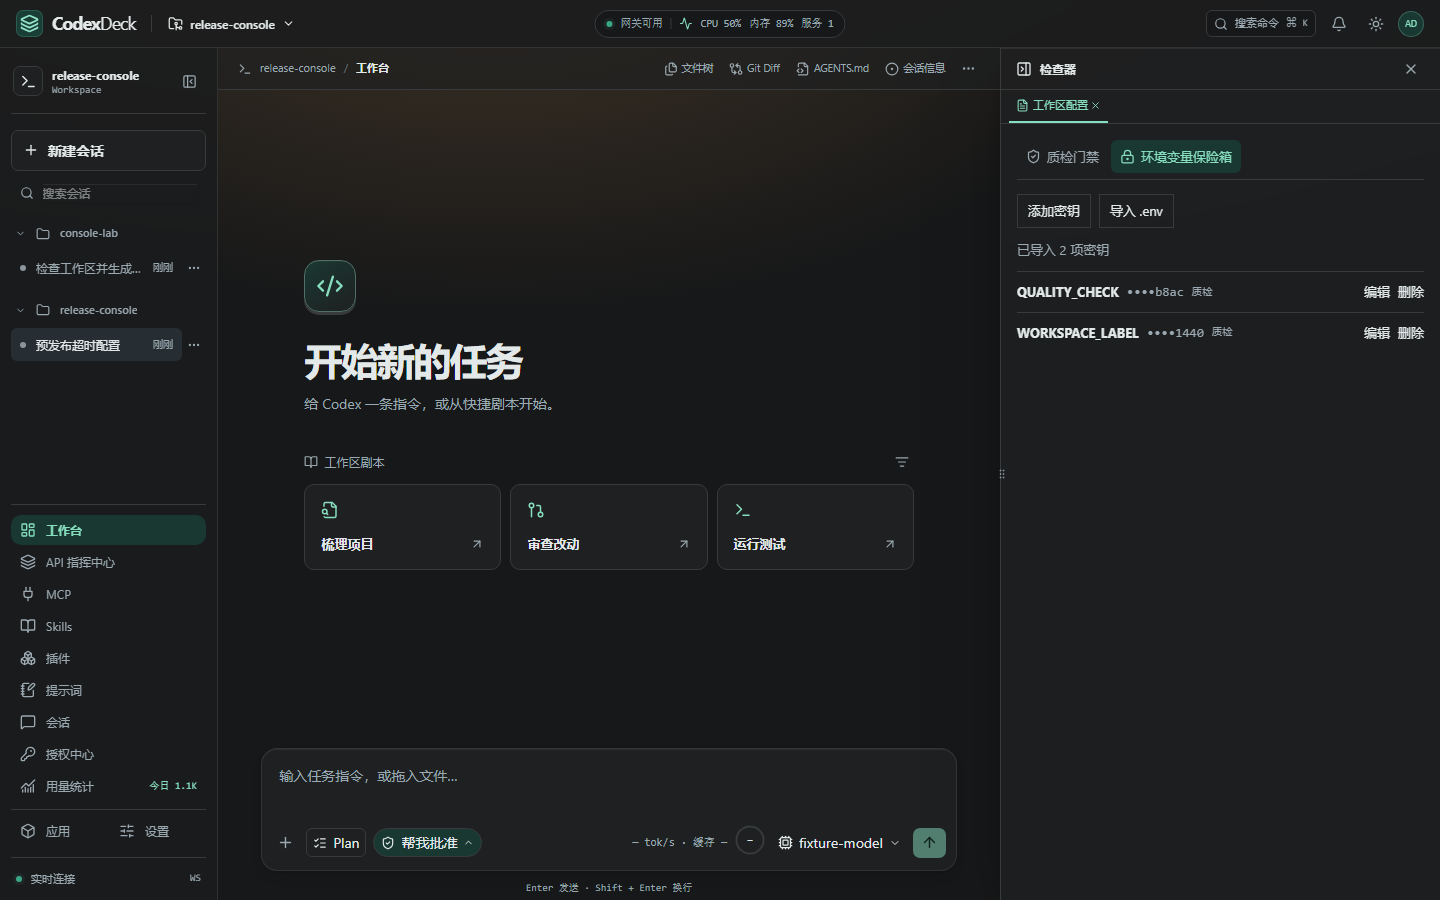 CodexDeck
release-console
网关可用 CPU 50% 内存 89% 服务 1
搜索命令 ⌘ K
AD
release-console
Workspace
新建会话
搜索会话
console-lab
检查工作区并生成... 刚刚
release-console
预发布超时配置 刚刚
工作台
API 指挥中心
MCP
Skills
插件
提示词
会话
授权中心
用量统计 今日 1.1K
应用 设置
实时连接 WS
release-console / 工作台
文件树 Git Diff AGENTS.md 会话信息
开始新的任务
给 Codex 一条指令，或从快捷剧本开始。
工作区剧本
梳理项目
审查改动
运行测试
输入任务指令，或拖入文件...
Plan 帮我批准 — tok/s · 缓存 — – fixture-model
Enter 发送 · Shift + Enter 换行
检查器
工作区配置
质检门禁 环境变量保险箱
添加密钥 导入 .env
已导入 2 项密钥
QUALITY_CHECK ••••b8ac 质检 编辑 删除
WORKSPACE_LABEL ••••1440 质检 编辑 删除